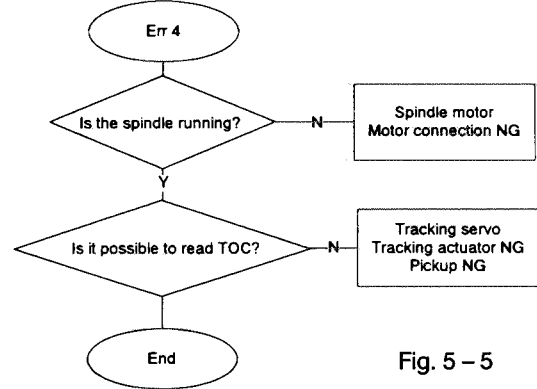 Err 4
Is the spindle running?
N
Spindle motor
Motor connection NG
Y
Is it possible to read TOC?
N
Tracking servo
Tracking actuator NG
Pickup NG
End
Fig. 5 – 5